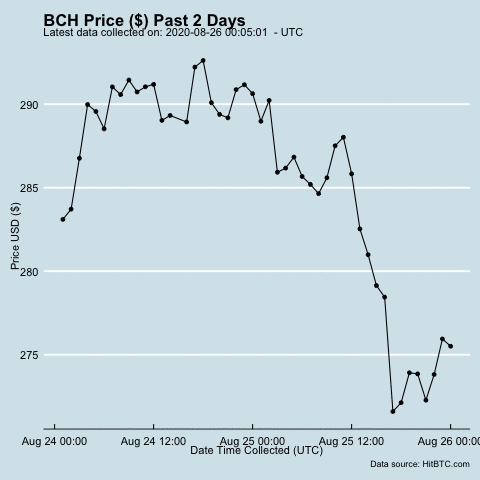 BCH Price ($) Past 2 Days
Latest data collected on: 2020-08-26 00:05:01 - UTC
290
285
280
275
Price USD ($)
Aug 24 00:00 Aug 24 12:00 Aug 25 00:00 Aug 25 12:00 Aug 26 00:00
Date Time Collected (UTC)
Data source: HitBTC.com